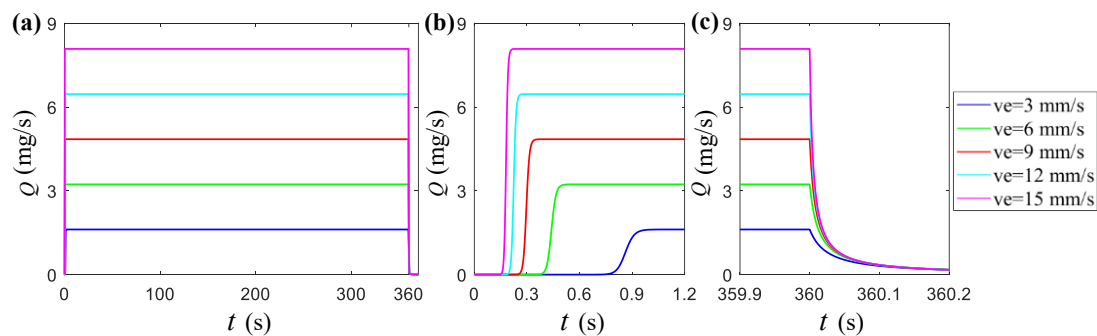 (a)
9
6
3
0
Q (mg/s)
0
100
200
300
360
t (s)
(b)
9
6
3
0
Q (mg/s)
0
0.3
0.6
0.9
1.2
t (s)
(c)
9
6
3
0
Q (mg/s)
359.9
360
360.1
360.2
t (s)
ve=3 mm/s
ve=6 mm/s
ve=9 mm/s
ve=12 mm/s
ve=15 mm/s